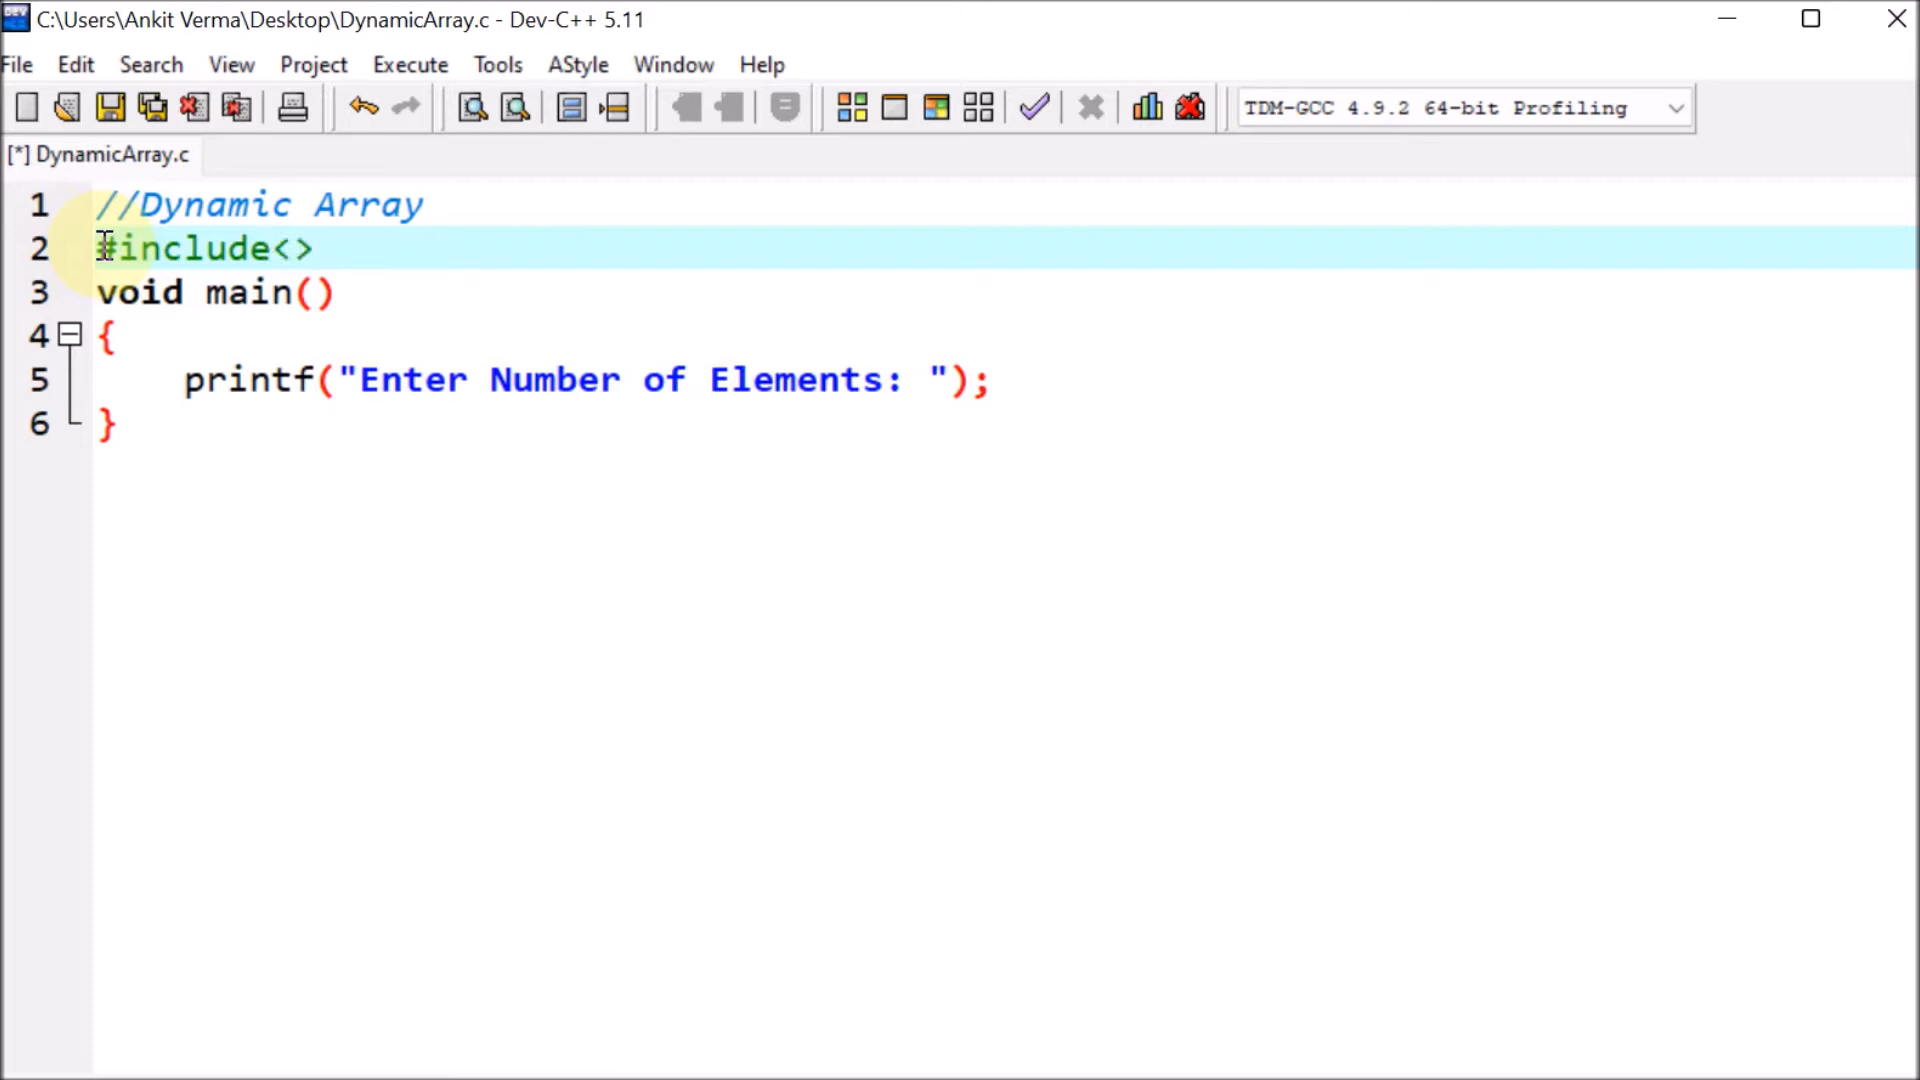 C:\Users\Ankit Verma\Desktop\DynamicArray.c - Dev-C++ 5.11
File Edit Search View Project Execute Tools AStyle Window Help
TDM-GCC 4.9.2 64-bit Profiling
[*] DynamicArray.c
1 //Dynamic Array
2 #include<>
3 void main()
4 {
5 printf("Enter Number of Elements: ");
6 }